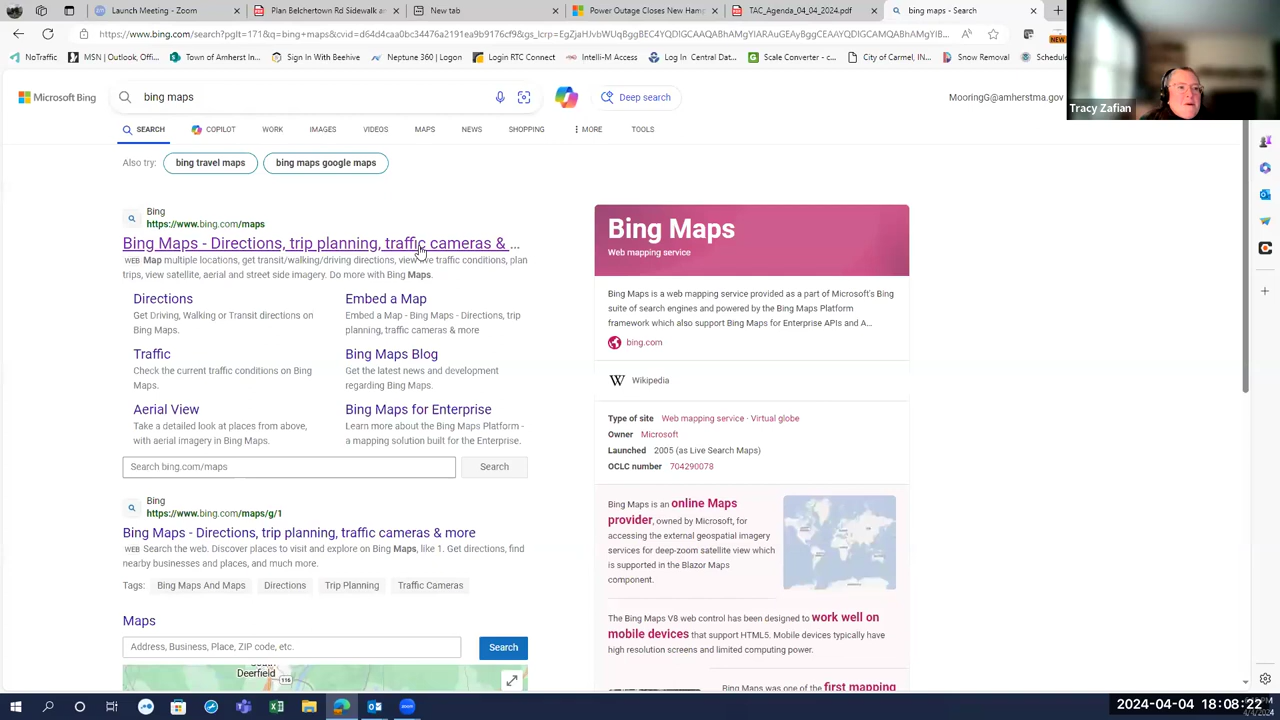 Launch Meeting - Zoom
Pan Belchertown Rd Sidewalk a
New tab
Power Outage Closes New Ham
TAC_Agenda_04_04_2024.pdf
bing maps - Search
NoTraffic
MSN | Outlook, Offi...
Town of Amherst In...
Sign In With Beehive
Neptune 360 | Logon
Login RTC Connect
Intelli-M Access
Log In Central Dat...
Scale Converter - c...
City of Carmel, IN...
Snow Removal
Schedule
NEW
Tracy Zafian
Microsoft Bing
bing maps
Deep search
MooringG@amherstma.gov
SEARCH
COPILOT
WORK
IMAGES
VIDEOS
MAPS
NEWS
SHOPPING
MORE
TOOLS
Also try:
bing travel maps
bing maps google maps
Bing
https://www.bing.com/maps
Bing Maps - Directions, trip planning, traffic cameras & ...
WEB Map multiple locations, get transit/walking/driving directions, view live traffic conditions, plan
trips, view satellite, aerial and street side imagery. Do more with Bing Maps.
Directions
Get Driving, Walking or Transit directions on
Bing Maps.
Embed a Map
Embed a Map - Bing Maps - Directions, trip
planning, traffic cameras & more
Traffic
Check the current traffic conditions on Bing
Maps.
Bing Maps Blog
Get the latest news and development
regarding Bing Maps.
Aerial View
Take a detailed look at places from above,
with aerial imagery in Bing Maps.
Bing Maps for Enterprise
Learn more about the Bing Maps Platform -
a mapping solution built for the Enterprise.
Search bing.com/maps
Search
Bing
https://www.bing.com/maps/g/1
Bing Maps - Directions, trip planning, traffic cameras & more
WEB Search the web. Discover places to visit and explore on Bing Maps, like 1. Get directions, find
nearby businesses and places, and much more.
Tags:
Bing Maps And Maps
Directions
Trip Planning
Traffic Cameras
Maps
Address, Business, Place, ZIP code, etc.
Search
Deerfield
116
Bing Maps
Web mapping service
Bing Maps is a web mapping service provided as a part of Microsoft's Bing
suite of search engines and powered by the Bing Maps Platform
framework which also support Bing Maps for Enterprise APIs and A...
bing.com
W
Wikipedia
Type of site Web mapping service · Virtual globe
Owner Microsoft
Launched 2005 (as Live Search Maps)
OCLC number 704290078
Bing Maps is an online Maps
provider, owned by Microsoft, for
accessing the external geospatial imagery
services for deep-zoom satellite view which
is supported in the Blazor Maps
component.
The Bing Maps V8 web control has been designed to work well on
mobile devices that support HTML5. Mobile devices typically have
high resolution screens and limited computing power.
Bing Maps was one of the first mapping
2024-04-04 18:08:22
4/4/2024